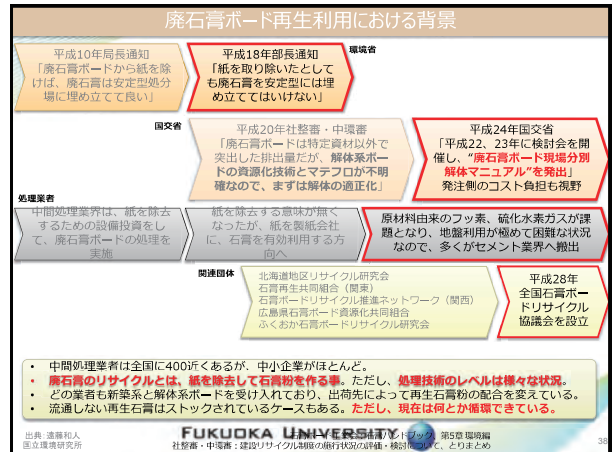 廃石膏ボード再生利用における背景
平成10年局長通知
「廃石膏ボードから紙を除
けば、廃石膏は安定型処分
場に埋め立てて良い」
平成18年部長通知
「紙を取り除いたとして
も廃石膏を安定型には埋
め立ててはいけない」
環境省
国交省
平成20年社整審・中環審
「廃石膏ボードは特定資材以外で
突出した排出量だが、解体系ボー
ドの資源化技術とマテフロが不明
確なので、まずは解体の適正化」
平成24年国交省
「平成22、23年に検討会を開
催し、“廃石膏ボード現場分別
解体マニュアル”を発出」
発注側のコスト負担も視野
処理業者
中間処理業界は、紙を除去
するための設備投資をし
て、廃石膏ボードの処理を
実施
紙を除去する意味が無く
なったが、紙を製紙会社
に、石膏を有効利用する方
向へ
原材料由来のフッ素、硫化水素ガスが課
題となり、地盤利用が極めて困難な状況
なので、多くがセメント業界へ搬出
関連団体
北海道地区リサイクル研究会
石膏再生共同組合（関東）
石膏ボードリサイクル推進ネットワーク（関西）
広島県石膏ボード資源化共同組合
ふくおか石膏ボードリサイクル研究会
平成28年
全国石膏ボー
ドリサイクル
協議会を設立
• 中間処理業者は全国に400近くあるが、中小企業がほとんど。
• 廃石膏のリサイクルとは、紙を除去して石膏粉を作る事。ただし、処理技術のレベルは様々な状況。
• どの業者も新築系と解体系ボードを受け入れており、出荷先によって再生石膏粉の配合を変えている。
• 流通しない再生石膏はストックされているケースもある。ただし、現在は何とか循環できている。
出典：遠藤和人
国立環境研究所
FUKUOKA UNIVERSITY
ハンドブック，第5章 環境編
社整審・中環審：建設リサイクル制度の施行状況の評価・検討について，とりまとめ
38